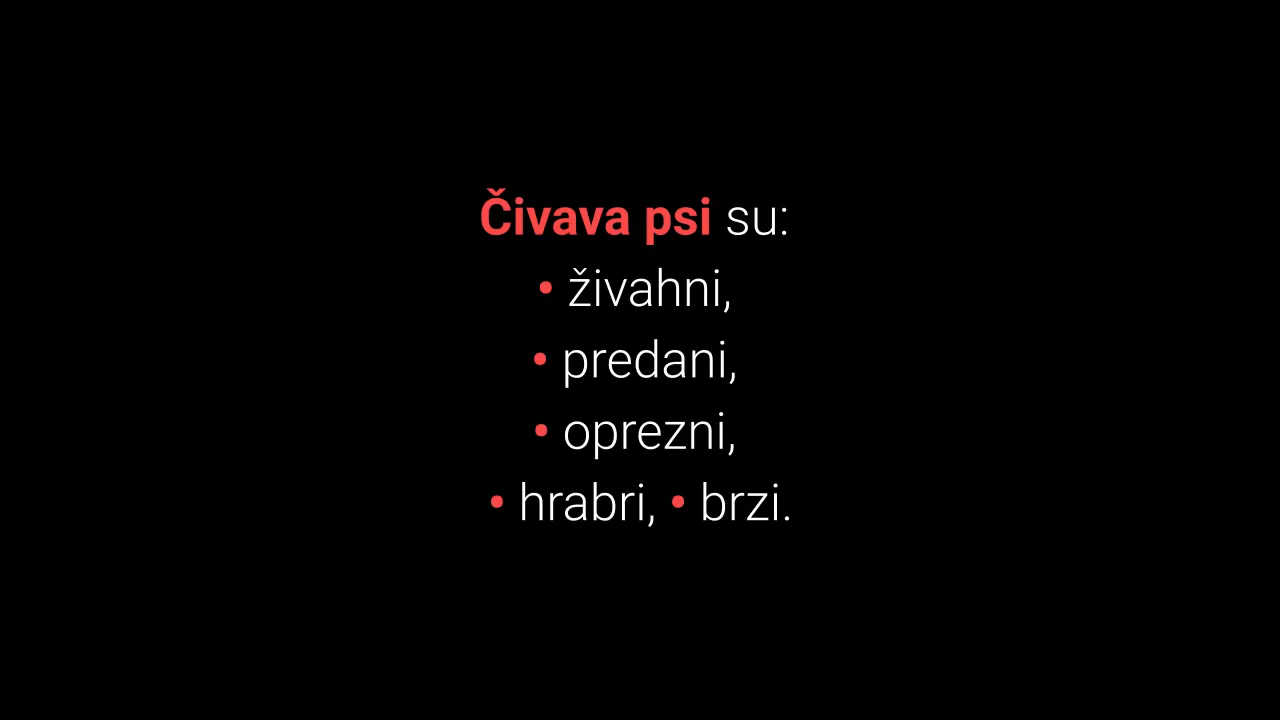 Čivava psi su:
• živahni,
• predani,
• oprezni,
• hrabri, • brzi.